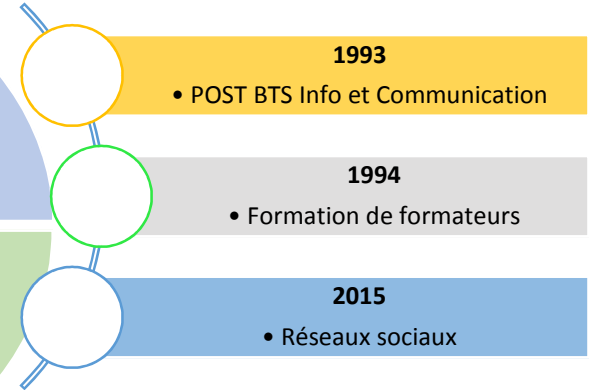 1993
• POST BTS Info et Communication
1994
• Formation de formateurs
2015
• Réseaux sociaux